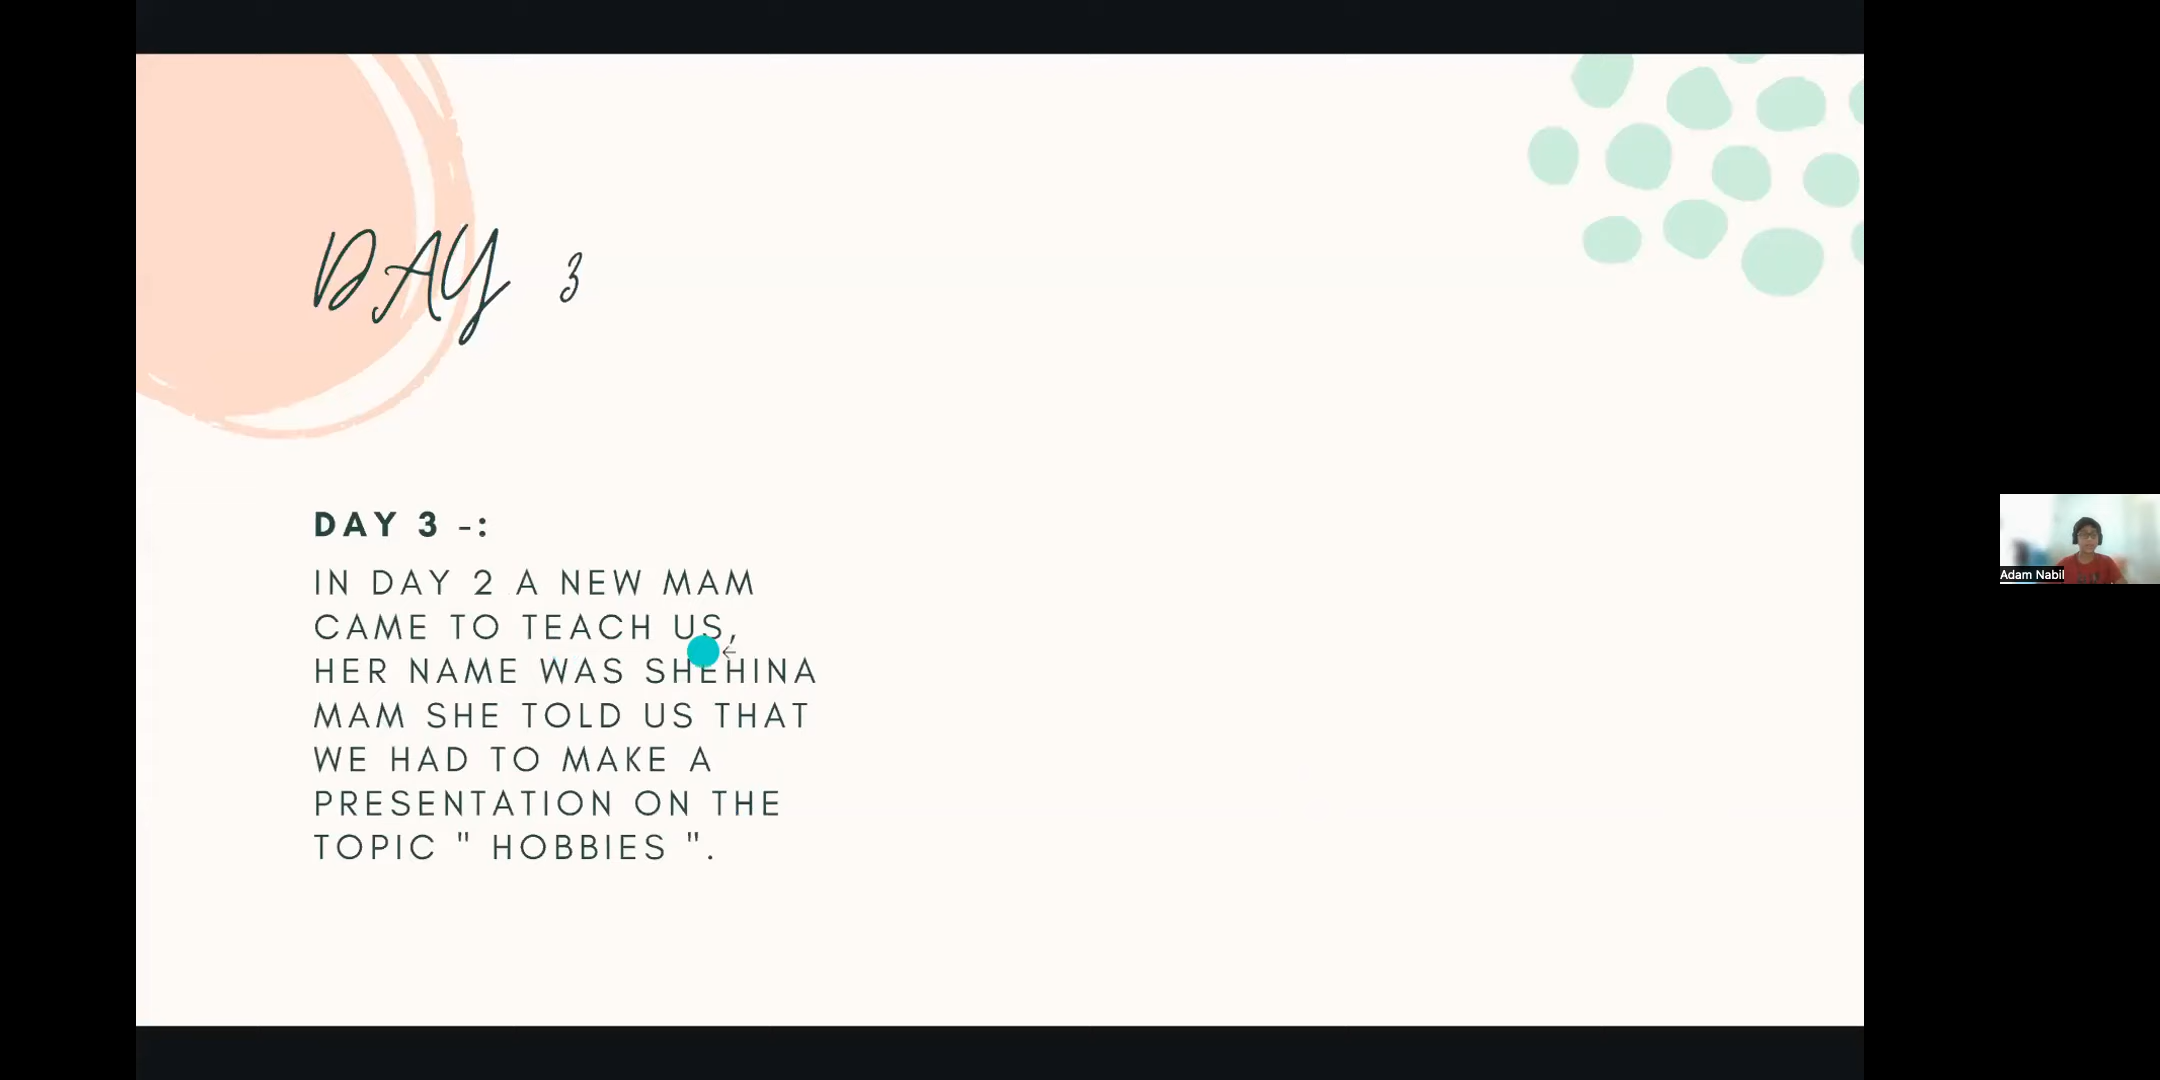 DAY 3
DAY 3 -:
IN DAY 2 A NEW MAM
CAME TO TEACH US,
HER NAME WAS SHEHINA
MAM SHE TOLD US THAT
WE HAD TO MAKE A
PRESENTATION ON THE
TOPIC " HOBBIES ".
Adam Nabil